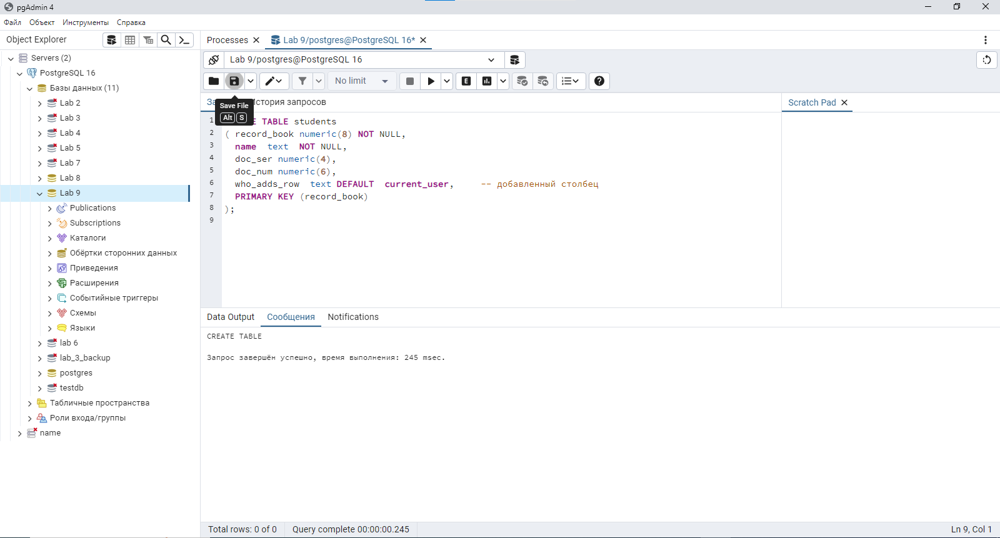 pgAdmin 4
Файл Объект Инструменты Справка
Object Explorer
Servers (2)
PostgreSQL 16
Базы данных (11)
Lab 2
Lab 3
Lab 4
Lab 5
Lab 7
Lab 8
Lab 9
Publications
Subscriptions
Каталоги
Обёртки сторонних данных
Приведения
Расширения
Событийные триггеры
Схемы
Языки
lab 6
lab_3_backup
postgres
testdb
Табличные пространства
Роли входа/группы
name
Processes
Lab 9/postgres@PostgreSQL 16*
Lab 9/postgres@PostgreSQL 16
No limit
E
Save File
Alt S
За
История запросов
Scratch Pad
1 E TABLE students
2 ( record_book numeric(8) NOT NULL,
3 name text NOT NULL,
4 doc_ser numeric(4),
5 doc_num numeric(6),
6 who_adds_row text DEFAULT current_user, -- добавленный столбец
7 PRIMARY KEY (record_book)
8 );
9
Data Output Сообщения Notifications
CREATE TABLE
Запрос завершён успешно, время выполнения: 245 msec.
Total rows: 0 of 0 Query complete 00:00:00.245 Ln 9, Col 1